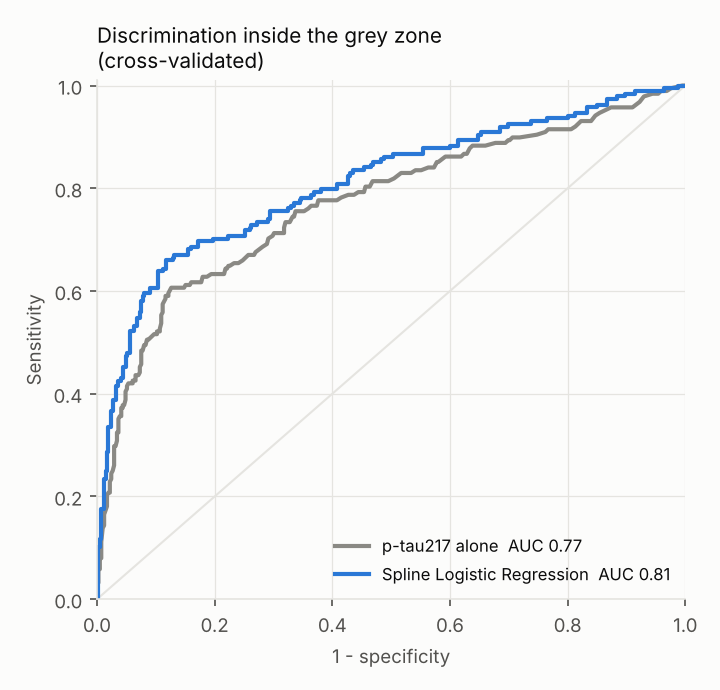 Discrimination inside the grey zone
(cross-validated)
1.0
0.8
0.6
0.4
0.2
0.0
Sensitivity
p-tau217 alone  AUC 0.77
Spline Logistic Regression  AUC 0.81
0.0 0.2 0.4 0.6 0.8 1.0
1 - specificity